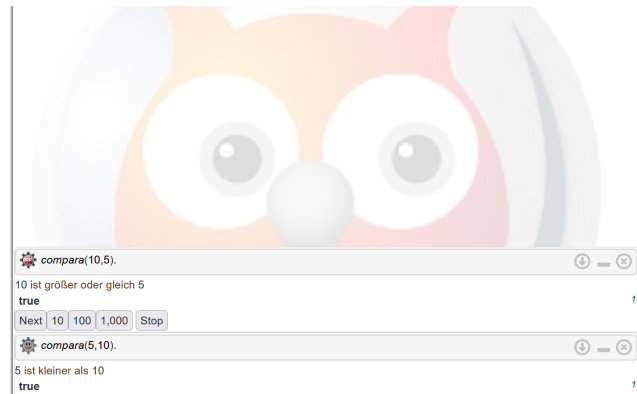 compara(10,5).
10 ist größer oder gleich 5
true 1
Next 10 100 1,000 Stop
compara(5,10).
5 ist kleiner als 10
true 1